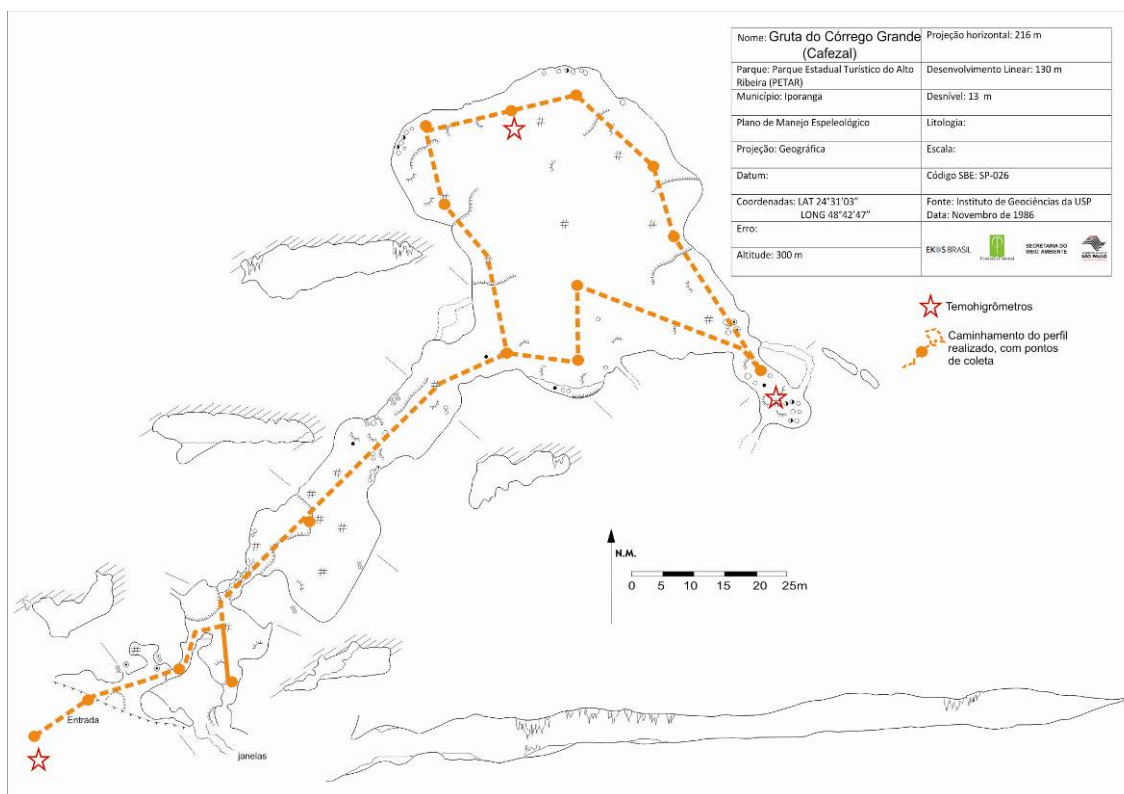 Nome: Gruta do Córrego Grande
(Cafezal)
Projeção horizontal: 216 m
Parque: Parque Estadual Turístico do Alto
Ribeira (PETAR)
Desenvolvimento Linear: 130 m
Município: Iporanga
Desnível: 13 m
Plano de Manejo Espeleológico
Litologia:
Projeção: Geográfica
Escala:
Datum:
Código SBE: SP-026
Coordenadas: LAT 24°31'03"
LONG 48°42'47"
Fonte: Instituto de Geociências da USP
Data: Novembro de 1986
Erro:
Altitude: 300 m
EKOS BRASIL
SECRETARIA DO
MEIO AMBIENTE
SÃO PAULO
Temohigrômetros
Caminhamento do perfil
realizado, com pontos
de coleta
N.M.
0 5 10 15 20 25m
Entrada
janelas